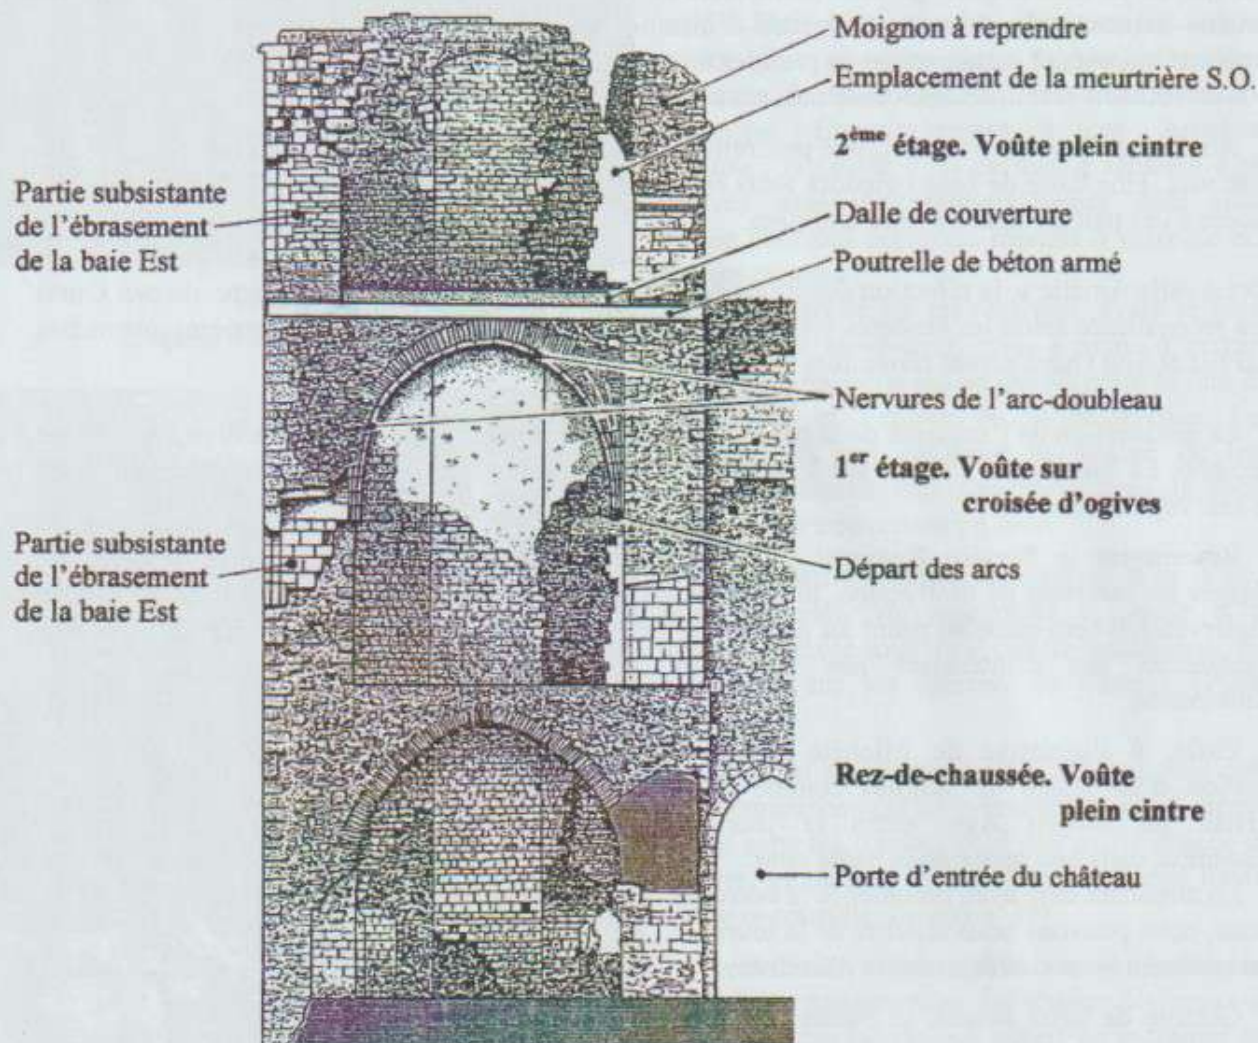 Moignon à reprendre
Emplacement de la meurtrière S.O.
2ème étage. Voûte plein cintre
Partie subsistante
de l'ébrasement
de la baie Est
Dalle de couverture
Poutrelle de béton armé
Nervures de l'arc-doubleau
1er étage. Voûte sur
croisée d'ogives
Partie subsistante
de l'ébrasement
de la baie Est
Départ des arcs
Rez-de-chaussée. Voûte
plein cintre
Porte d'entrée du château